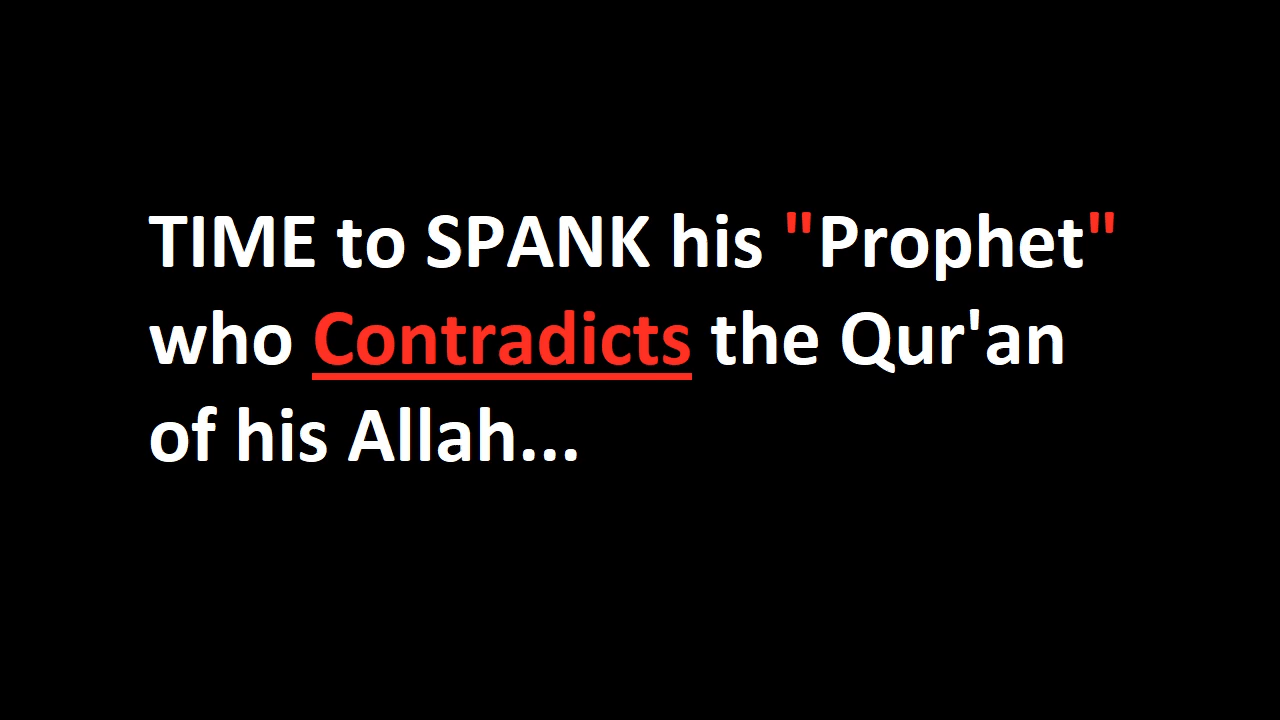 TIME to SPANK his "Prophet"
who Contradicts the Qur'an
of his Allah...